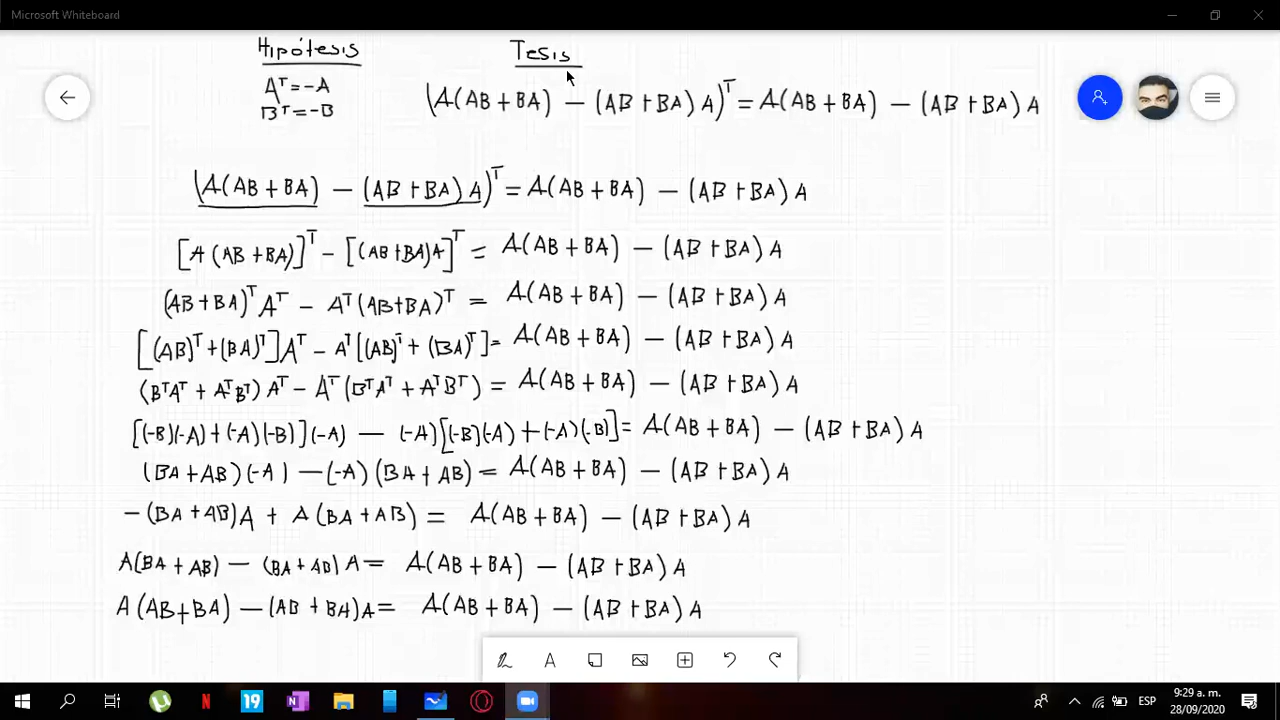 Microsoft Whiteboard
Hipótesis Tesis
Aᵀ=-A
Bᵀ=-B
(A(AB+BA) - (AB+BA)A)ᵀ = A(AB+BA) - (AB+BA)A
(A(AB+BA) - (AB+BA)A)ᵀ = A(AB+BA) - (AB+BA)A
[A(AB+BA)]ᵀ - [(AB+BA)A]ᵀ = A(AB+BA) - (AB+BA)A
(AB+BA)ᵀAᵀ - Aᵀ(AB+BA)ᵀ = A(AB+BA) - (AB+BA)A
[(AB)ᵀ+(BA)ᵀ]Aᵀ - Aᵀ[(AB)ᵀ+(BA)ᵀ] = A(AB+BA) - (AB+BA)A
(BᵀAᵀ + AᵀBᵀ)Aᵀ - Aᵀ(BᵀAᵀ + AᵀBᵀ) = A(AB+BA) - (AB+BA)A
[(-B)(-A)+(-A)(-B)](-A) - (-A)[(-B)(-A)+(-A)(-B)] = A(AB+BA) - (AB+BA)A
(BA+AB)(-A) - (-A)(BA+AB) = A(AB+BA) - (AB+BA)A
-(BA+AB)A + A(BA+AB) = A(AB+BA) - (AB+BA)A
A(BA+AB) - (BA+AB)A = A(AB+BA) - (AB+BA)A
A(AB+BA) - (AB+BA)A = A(AB+BA) - (AB+BA)A
A
19
N
ESP
9:29 a. m.
28/09/2020